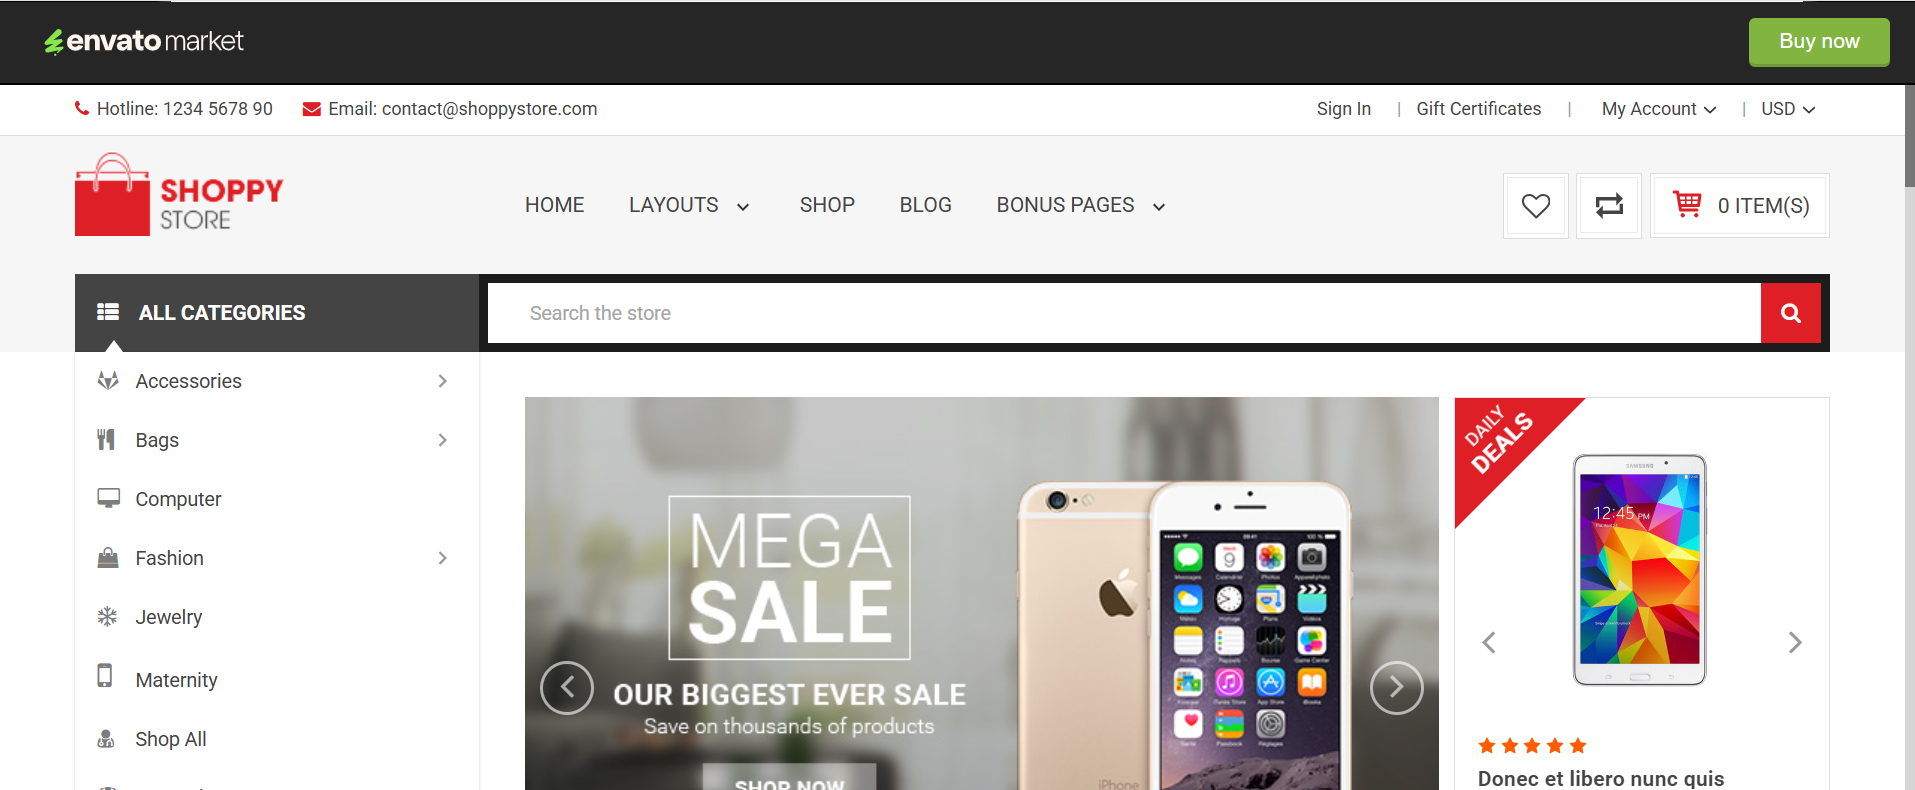 envato market
Buy now
Hotline: 1234 5678 90
Email: contact@shoppystore.com
Sign In | Gift Certificates | My Account | USD
SHOPPY
STORE
HOME LAYOUTS SHOP BLOG BONUS PAGES
0 ITEM(S)
ALL CATEGORIES
Search the store
Accessories
Bags
Computer
Fashion
Jewelry
Maternity
Shop All
MEGA
SALE
OUR BIGGEST EVER SALE
Save on thousands of products
SHOP NOW
iPhone
DAILY
DEALS
SAMSUNG
12:45 PM
Donec et libero nunc quis